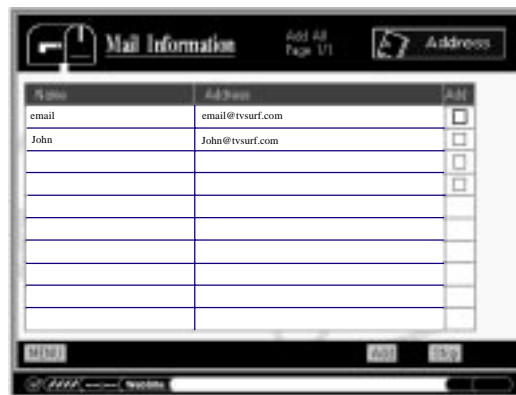 Mail Information
Add All
Page 1/1
Address
Name Address Add
email email@tvsurf.com
John John@tvsurf.com
MENU Add Skip